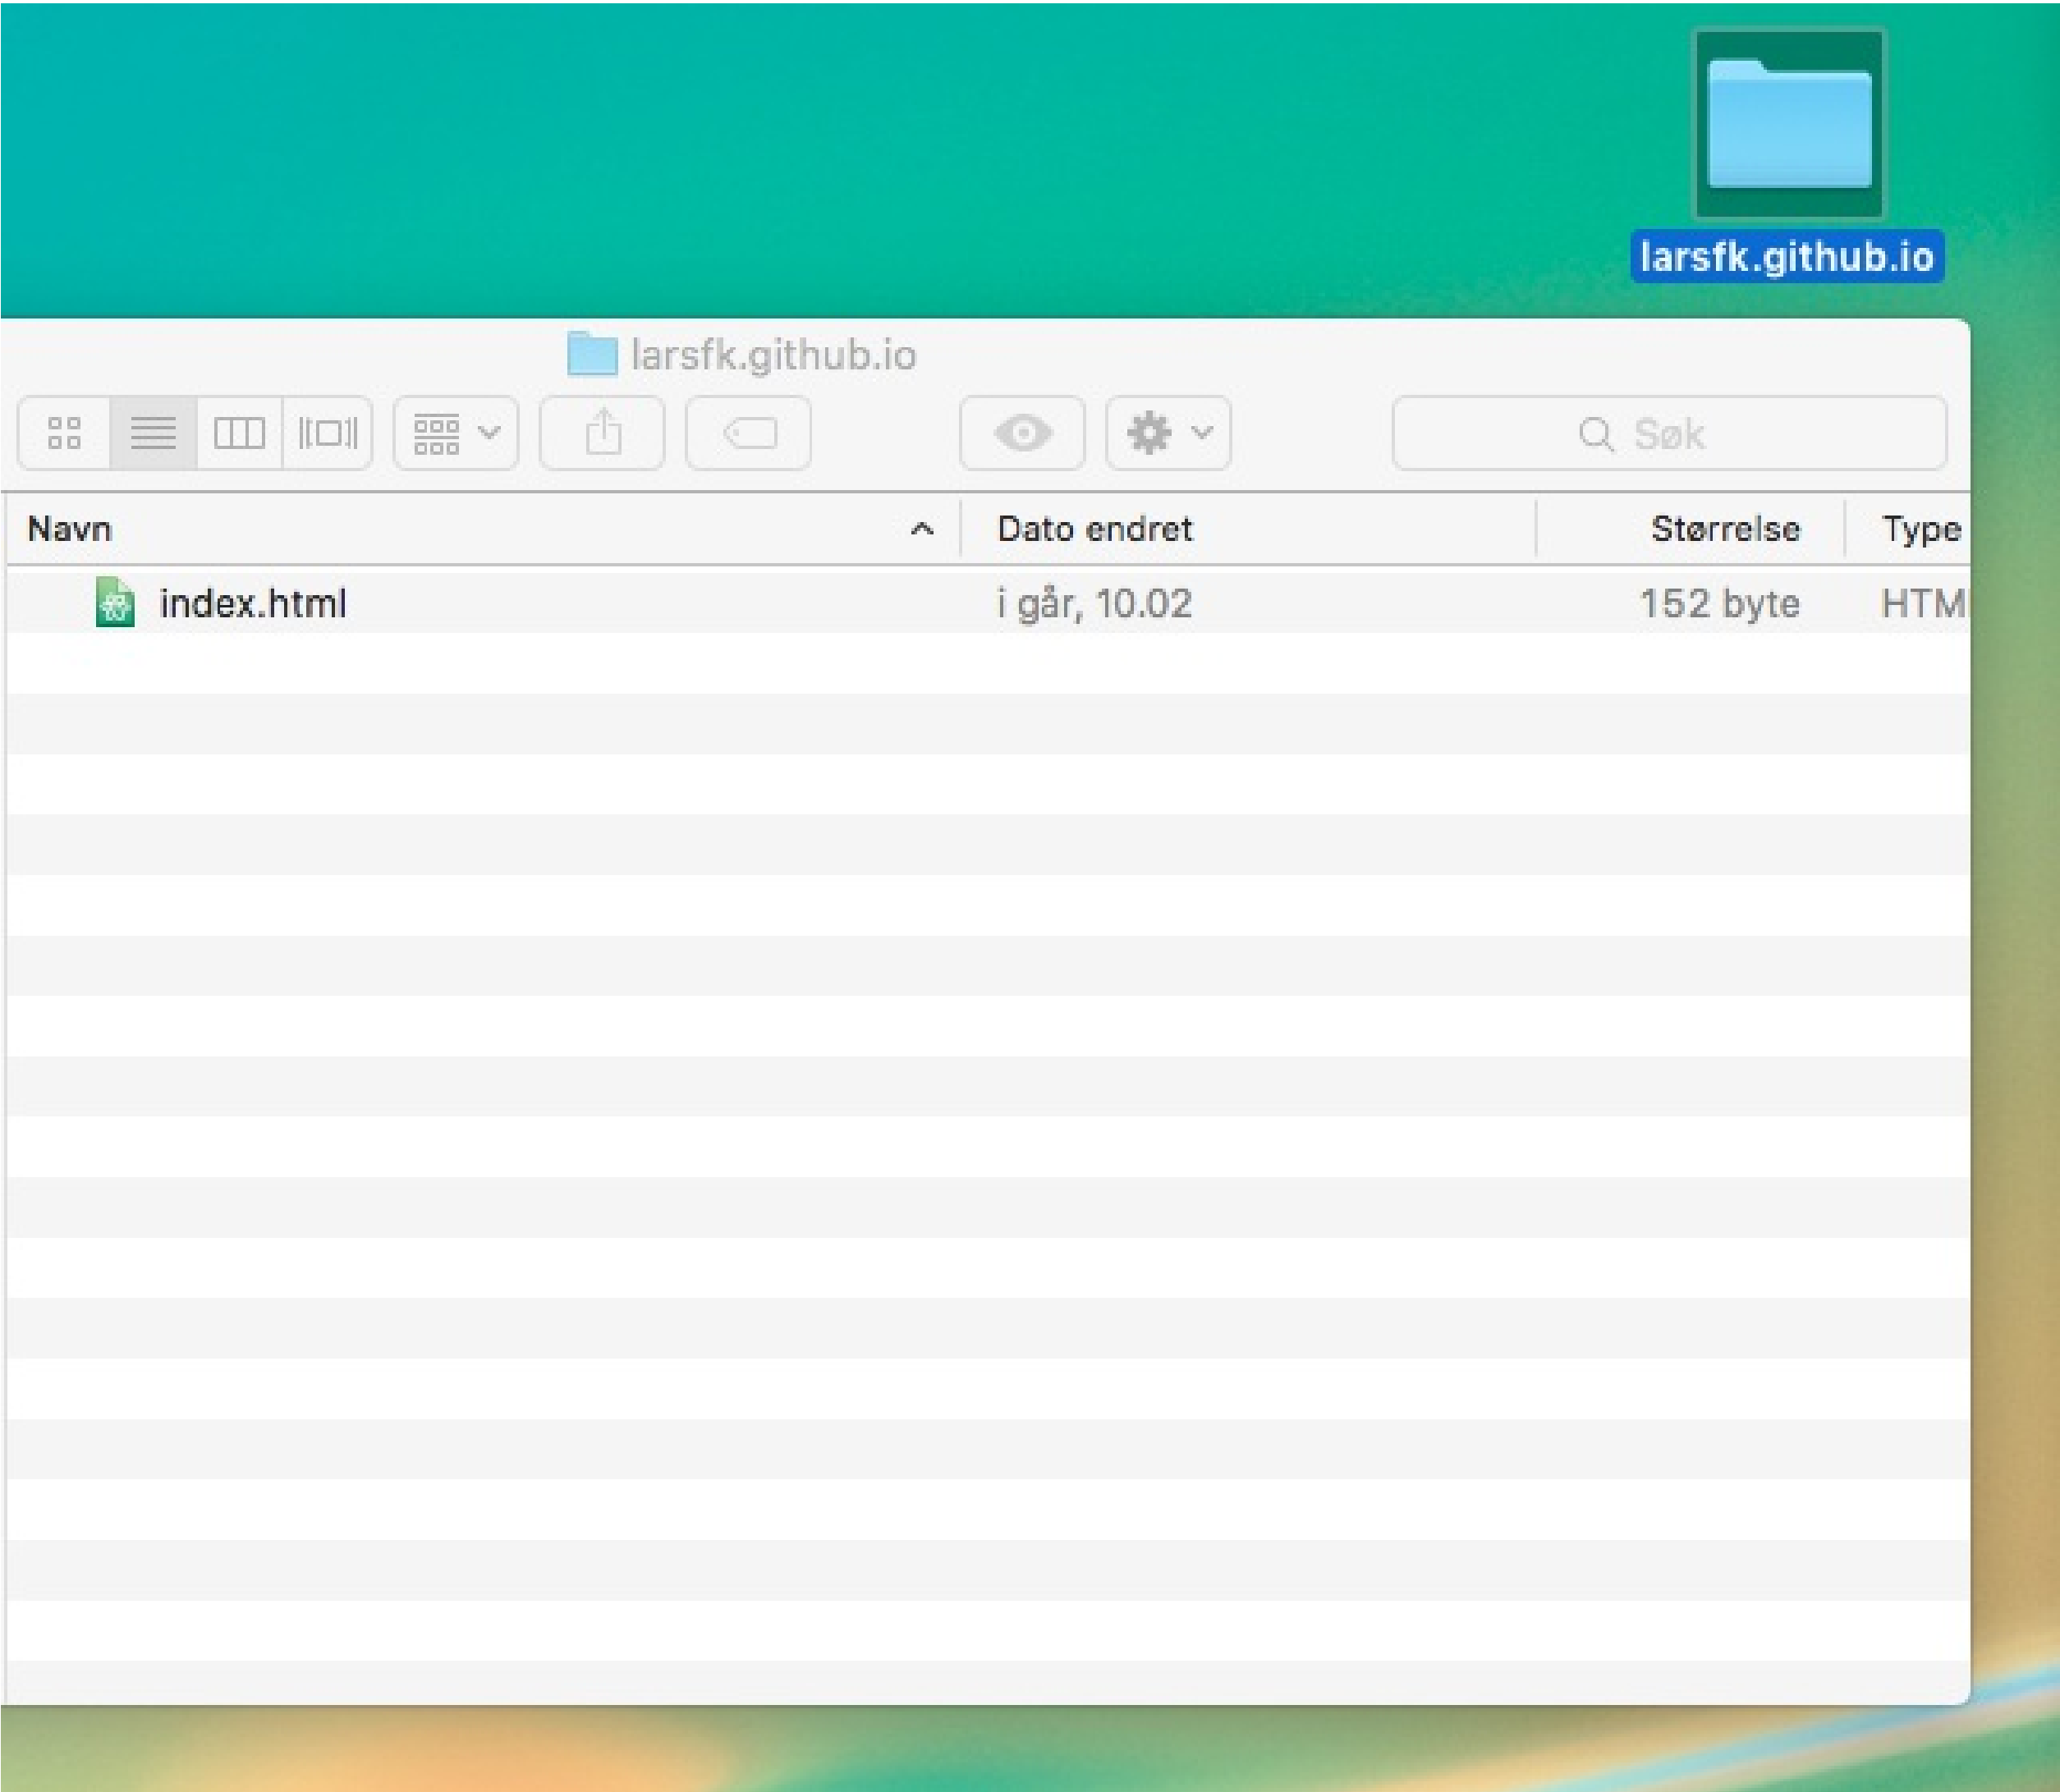 larsfk.github.io
larsfk.github.io
Søk
Navn Dato endret Størrelse Type
index.html i går, 10.02 152 byte HTM